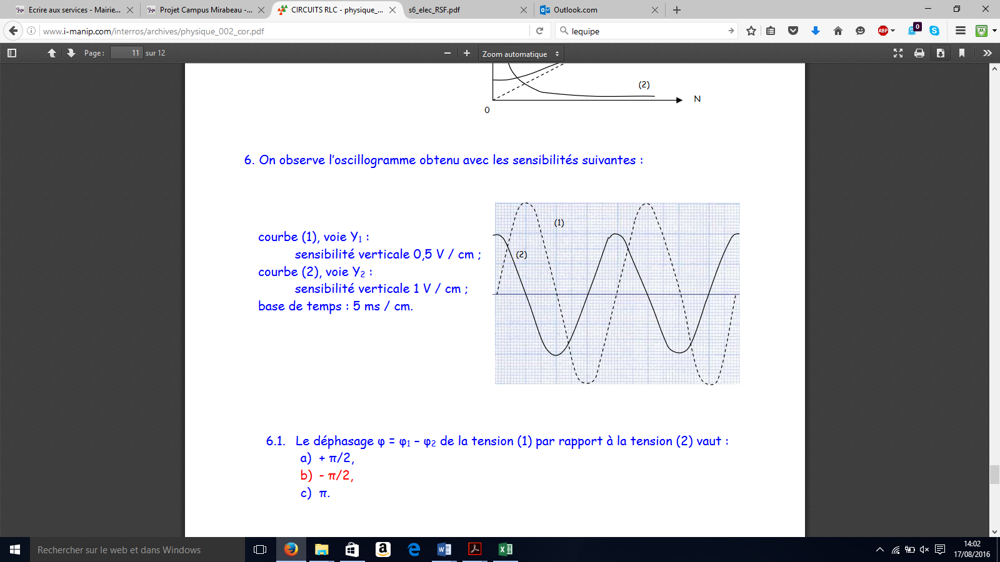 Ecrire aux services - Mairie...
Projet Campus Mirabeau -...
CIRCUITS RLC - physique_...
s6_elec_RSF.pdf
Outlook.com
www.i-manip.com/interros/archives/physique_002_cor.pdf
lequipe
ABP
0
Page :
11
sur 12
Zoom automatique
(2)
N
0
6. On observe l'oscillogramme obtenu avec les sensibilités suivantes :
courbe (1), voie Y₁ :
sensibilité verticale 0,5 V / cm ;
courbe (2), voie Y₂ :
sensibilité verticale 1 V / cm ;
base de temps : 5 ms / cm.
(1)
(2)
6.1. Le déphasage φ = φ₁ – φ₂ de la tension (1) par rapport à la tension (2) vaut :
a) + π/2,
b) - π/2,
c) π.
Rechercher sur le web et dans Windows
14:02
17/08/2016